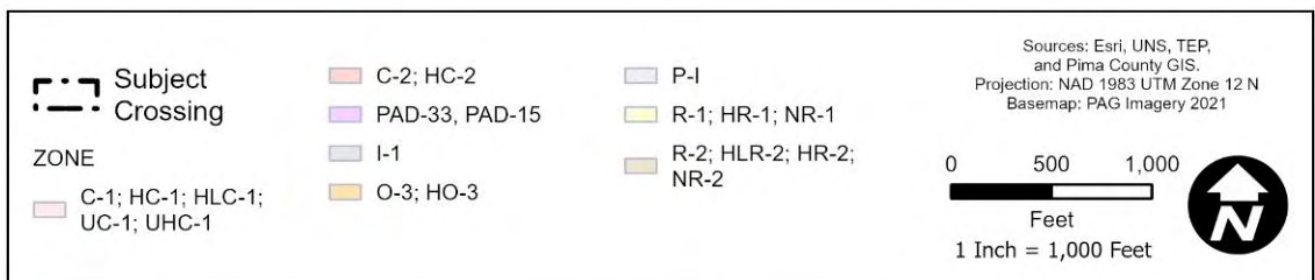 Subject
Crossing
ZONE
C-1; HC-1; HLC-1;
UC-1; UHC-1
C-2; HC-2
PAD-33, PAD-15
I-1
O-3; HO-3
P-I
R-1; HR-1; NR-1
R-2; HLR-2; HR-2;
NR-2
Sources: Esri, UNS, TEP,
and Pima County GIS.
Projection: NAD 1983 UTM Zone 12 N
Basemap: PAG Imagery 2021
0 500 1,000
Feet
1 Inch = 1,000 Feet
N